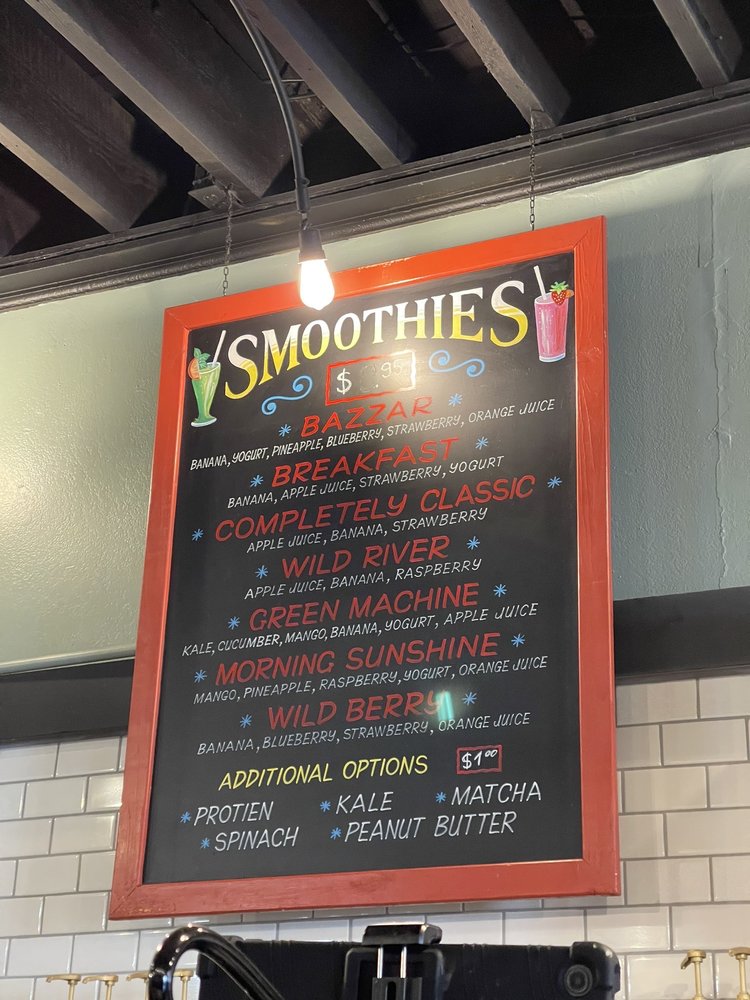 SMOOTHIES
$ .95
BAZZAR
BANANA, YOGURT, PINEAPPLE, BLUEBERRY, STRAWBERRY, ORANGE JUICE
BREAKFAST
BANANA, APPLE JUICE, STRAWBERRY, YOGURT
COMPLETELY CLASSIC
APPLE JUICE, BANANA, STRAWBERRY
WILD RIVER
APPLE JUICE, BANANA, RASPBERRY
GREEN MACHINE
KALE, CUCUMBER, MANGO, BANANA, YOGURT, APPLE JUICE
MORNING SUNSHINE
MANGO, PINEAPPLE, RASPBERRY, YOGURT, ORANGE JUICE
WILD BERRY
BANANA, BLUEBERRY, STRAWBERRY, ORANGE JUICE
ADDITIONAL OPTIONS $1.00
* PROTIEN * KALE * MATCHA
* SPINACH * PEANUT BUTTER